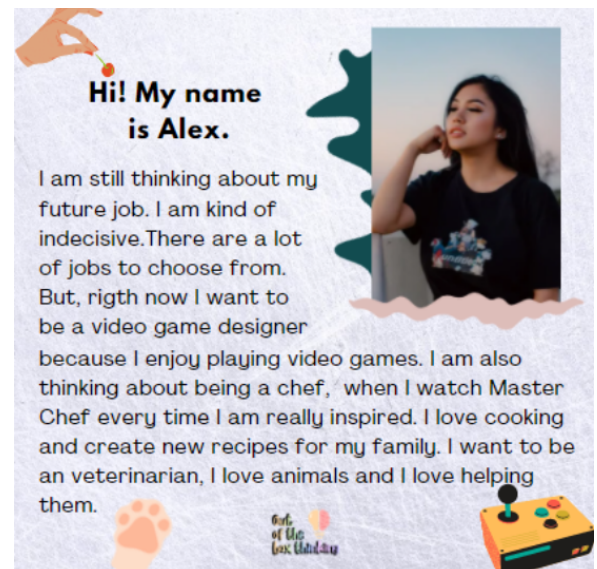 Hi! My name
is Alex.
I am still thinking about my
future job. I am kind of
indecisive.There are a lot
of jobs to choose from.
But, rigth now I want to
be a video game designer
because I enjoy playing video games. I am also
thinking about being a chef, when I watch Master
Chef every time I am really inspired. I love cooking
and create new recipes for my family. I want to be
an veterinarian, I love animals and I love helping
them.
of the
box thinking